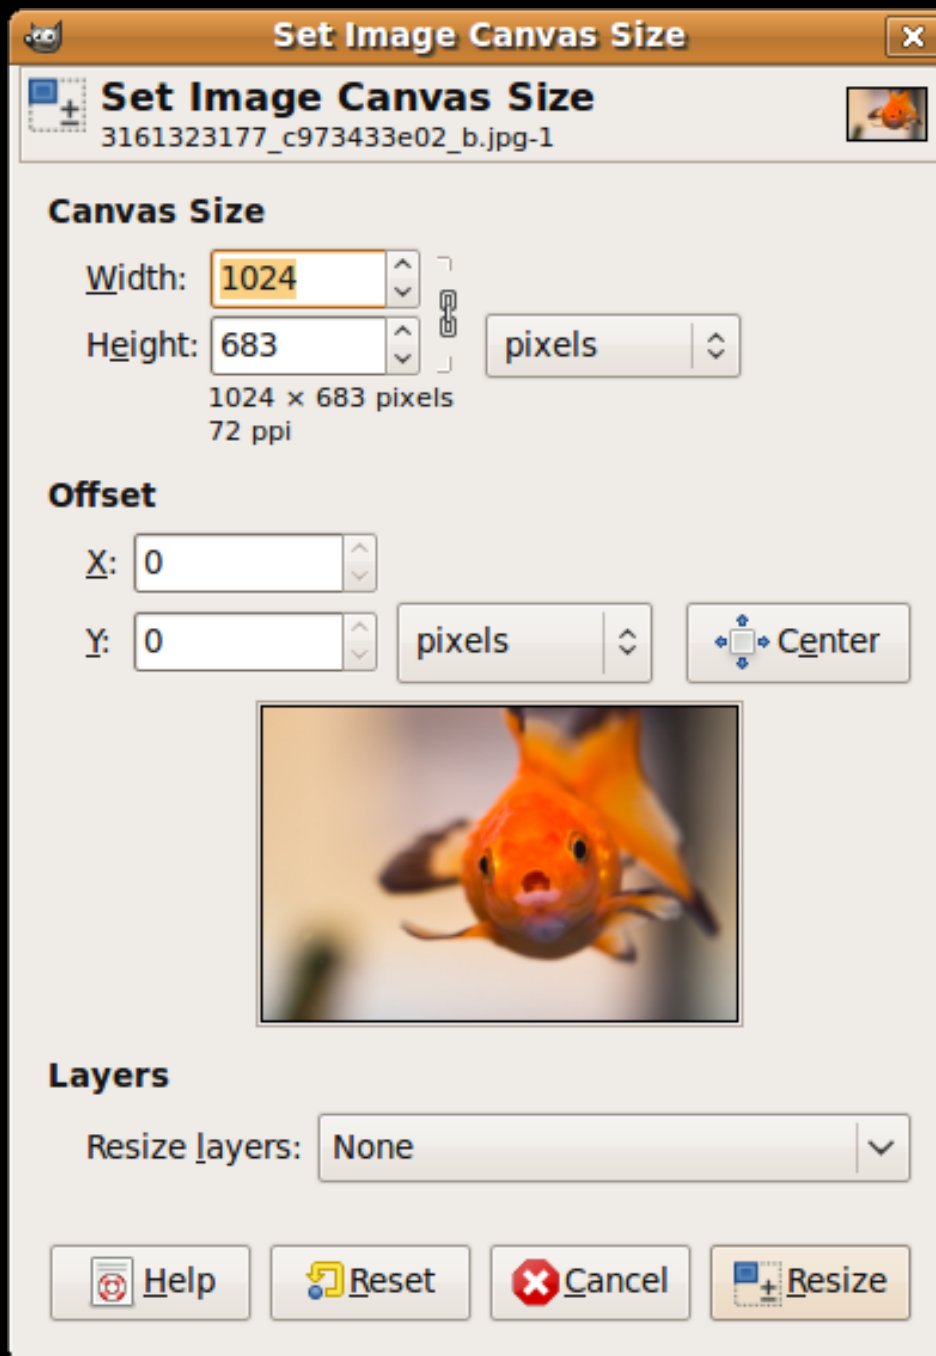 Set Image Canvas Size
Set Image Canvas Size
3161323177_c973433e02_b.jpg-1
Canvas Size
Width: 1024
Height: 683 pixels
1024 × 683 pixels
72 ppi
Offset
X: 0
Y: 0 pixels Center
Layers
Resize layers: None
Help Reset Cancel Resize